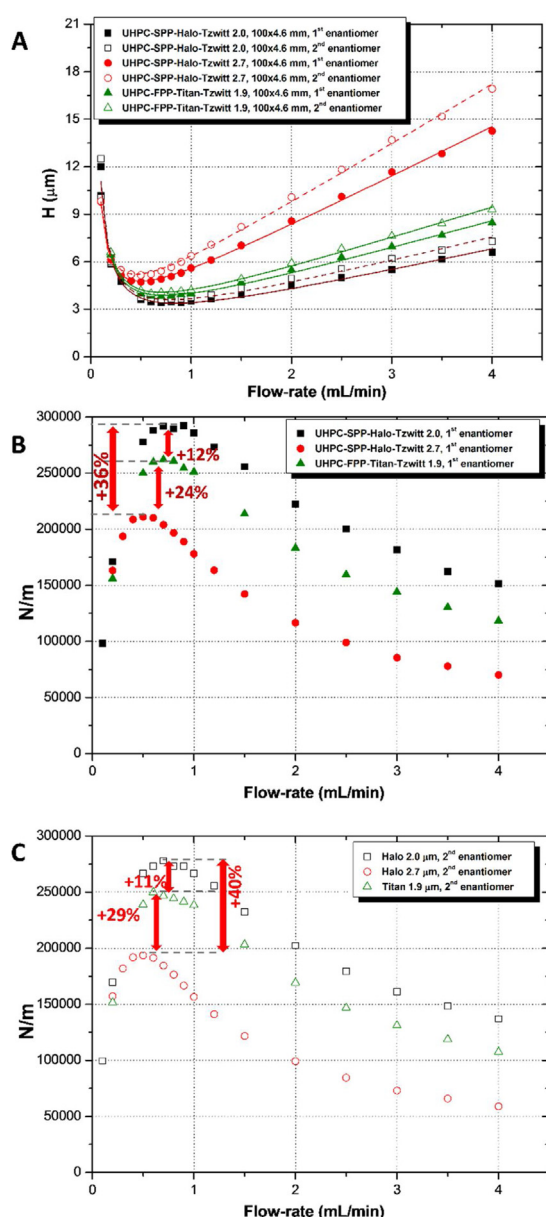 A
21
18
15
12
9
6
3
0
H (μm)
UHPC-SPP-Halo-Tzwitt 2.0, 100x4.6 mm, 1st enantiomer
UHPC-SPP-Halo-Tzwitt 2.0, 100x4.6 mm, 2nd enantiomer
UHPC-SPP-Halo-Tzwitt 2.7, 100x4.6 mm, 1st enantiomer
UHPC-SPP-Halo-Tzwitt 2.7, 100x4.6 mm, 2nd enantiomer
UHPC-FPP-Titan-Tzwitt 1.9, 100x4.6 mm, 1st enantiomer
UHPC-FPP-Titan-Tzwitt 1.9, 100x4.6 mm, 2nd enantiomer
0 1 2 3 4
Flow-rate (mL/min)
B
300000
250000
200000
150000
100000
50000
0
N/m
UHPC-SPP-Halo-Tzwitt 2.0, 1st enantiomer
UHPC-SPP-Halo-Tzwitt 2.7, 1st enantiomer
UHPC-FPP-Titan-Tzwitt 1.9, 1st enantiomer
+36%
+12%
+24%
0 1 2 3 4
Flow-rate (mL/min)
C
300000
250000
200000
150000
100000
50000
0
N/m
Halo 2.0 μm, 2nd enantiomer
Halo 2.7 μm, 2nd enantiomer
Titan 1.9 μm, 2nd enantiomer
+11%
+29%
+40%
0 1 2 3 4
Flow-rate (mL/min)